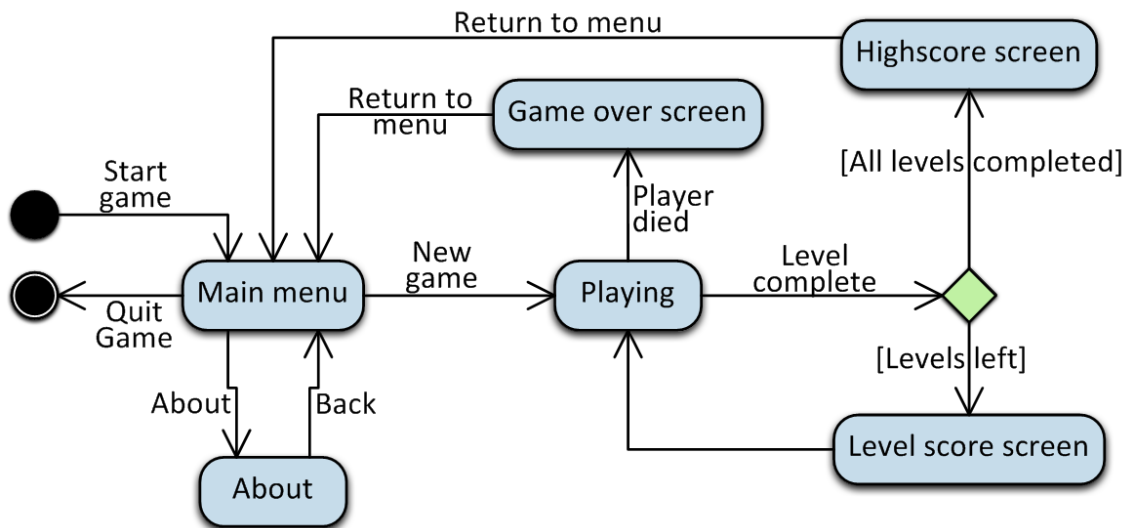 Return to menu
Highscore screen
Return to
menu
Game over screen
[All levels completed]
Start
game
Player
died
New
game
Level
complete
Main menu
Playing
Quit
Game
[Levels left]
About
Back
Level score screen
About